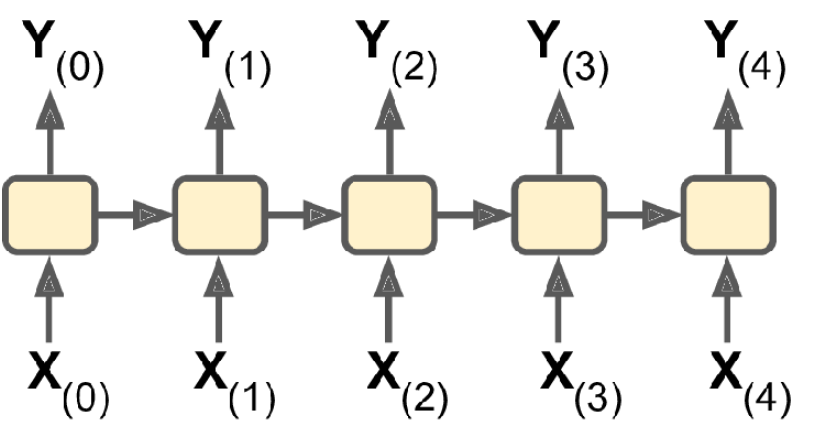 Y(0) Y(1) Y(2) Y(3) Y(4)
X(0) X(1) X(2) X(3) X(4)